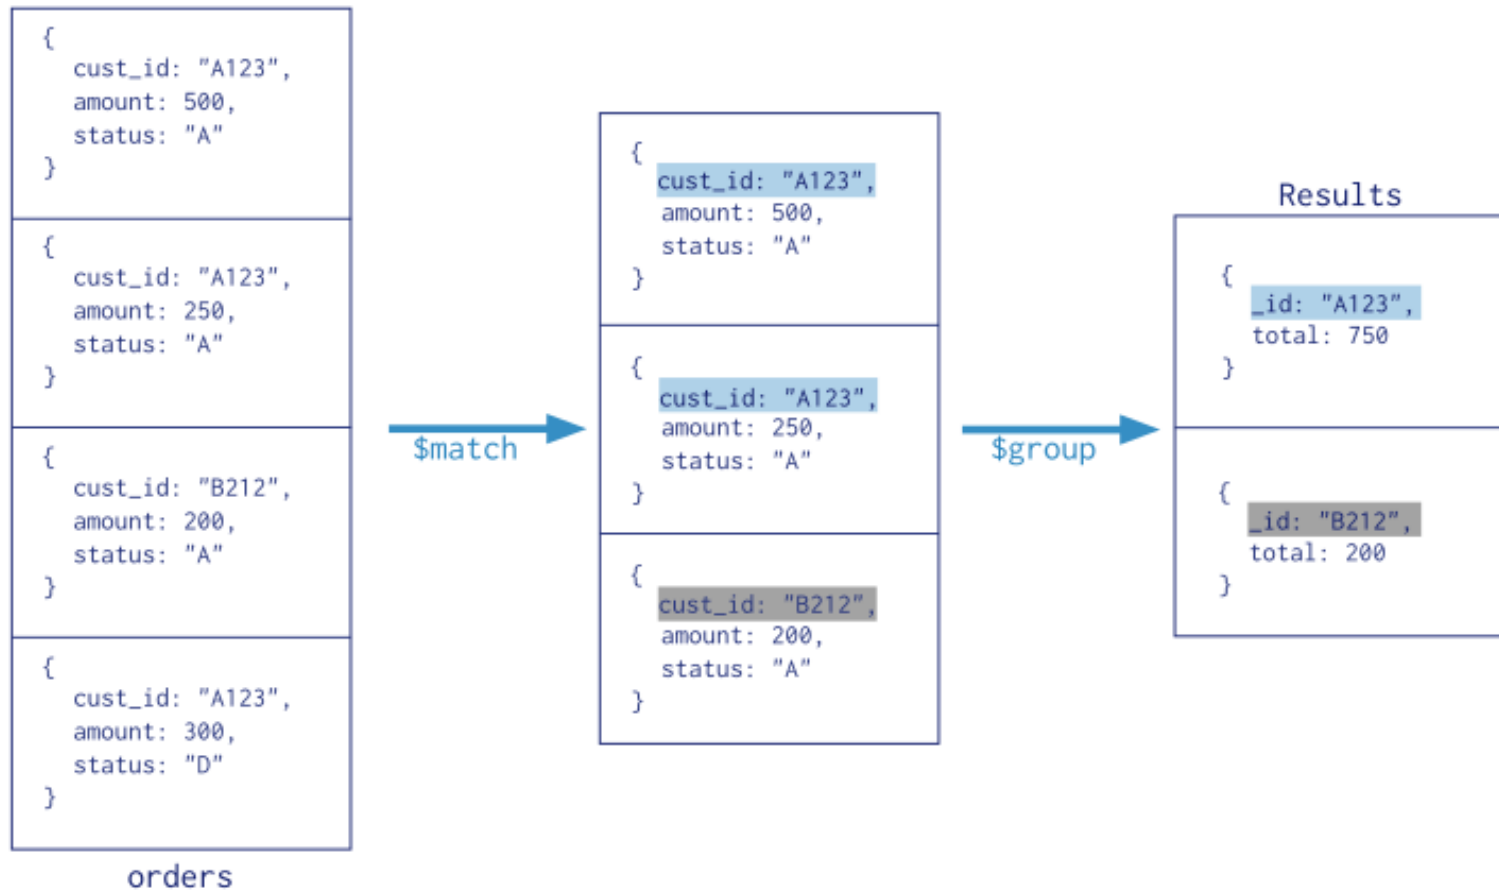 {
cust_id: "A123",
amount: 500,
status: "A"
}
{
cust_id: "A123",
amount: 250,
status: "A"
}
{
cust_id: "B212",
amount: 200,
status: "A"
}
{
cust_id: "A123",
amount: 300,
status: "D"
}
orders
$match
{
cust_id: "A123",
amount: 500,
status: "A"
}
{
cust_id: "A123",
amount: 250,
status: "A"
}
{
cust_id: "B212",
amount: 200,
status: "A"
}
$group
Results
{
_id: "A123",
total: 750
}
{
_id: "B212",
total: 200
}